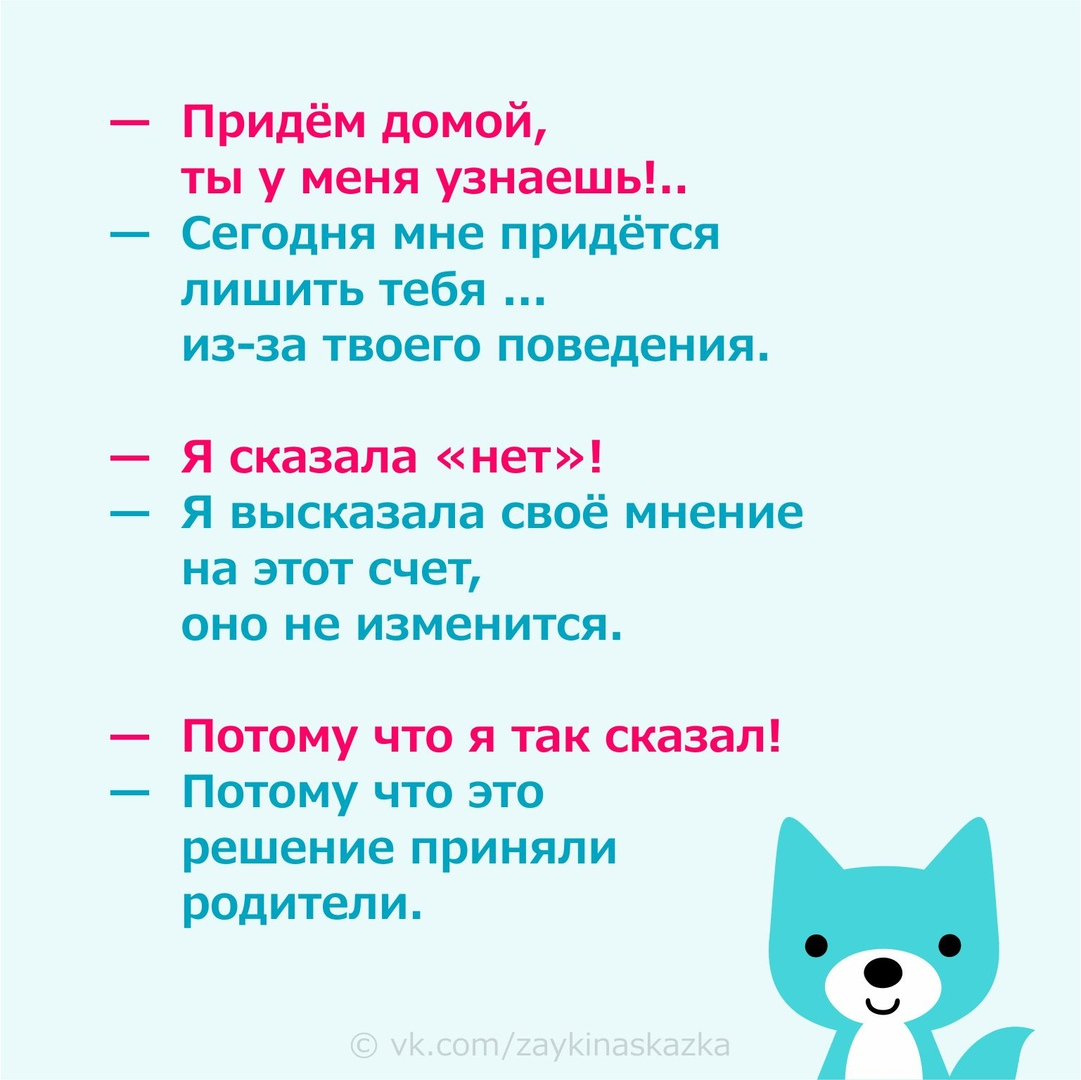 — Придём домой,
ты у меня узнаешь!..
— Сегодня мне придётся
лишить тебя ...
из-за твоего поведения.
— Я сказала «нет»!
— Я высказала своё мнение
на этот счет,
оно не изменится.
— Потому что я так сказал!
— Потому что это
решение приняли
родители.
© vk.com/zaykinaskazka